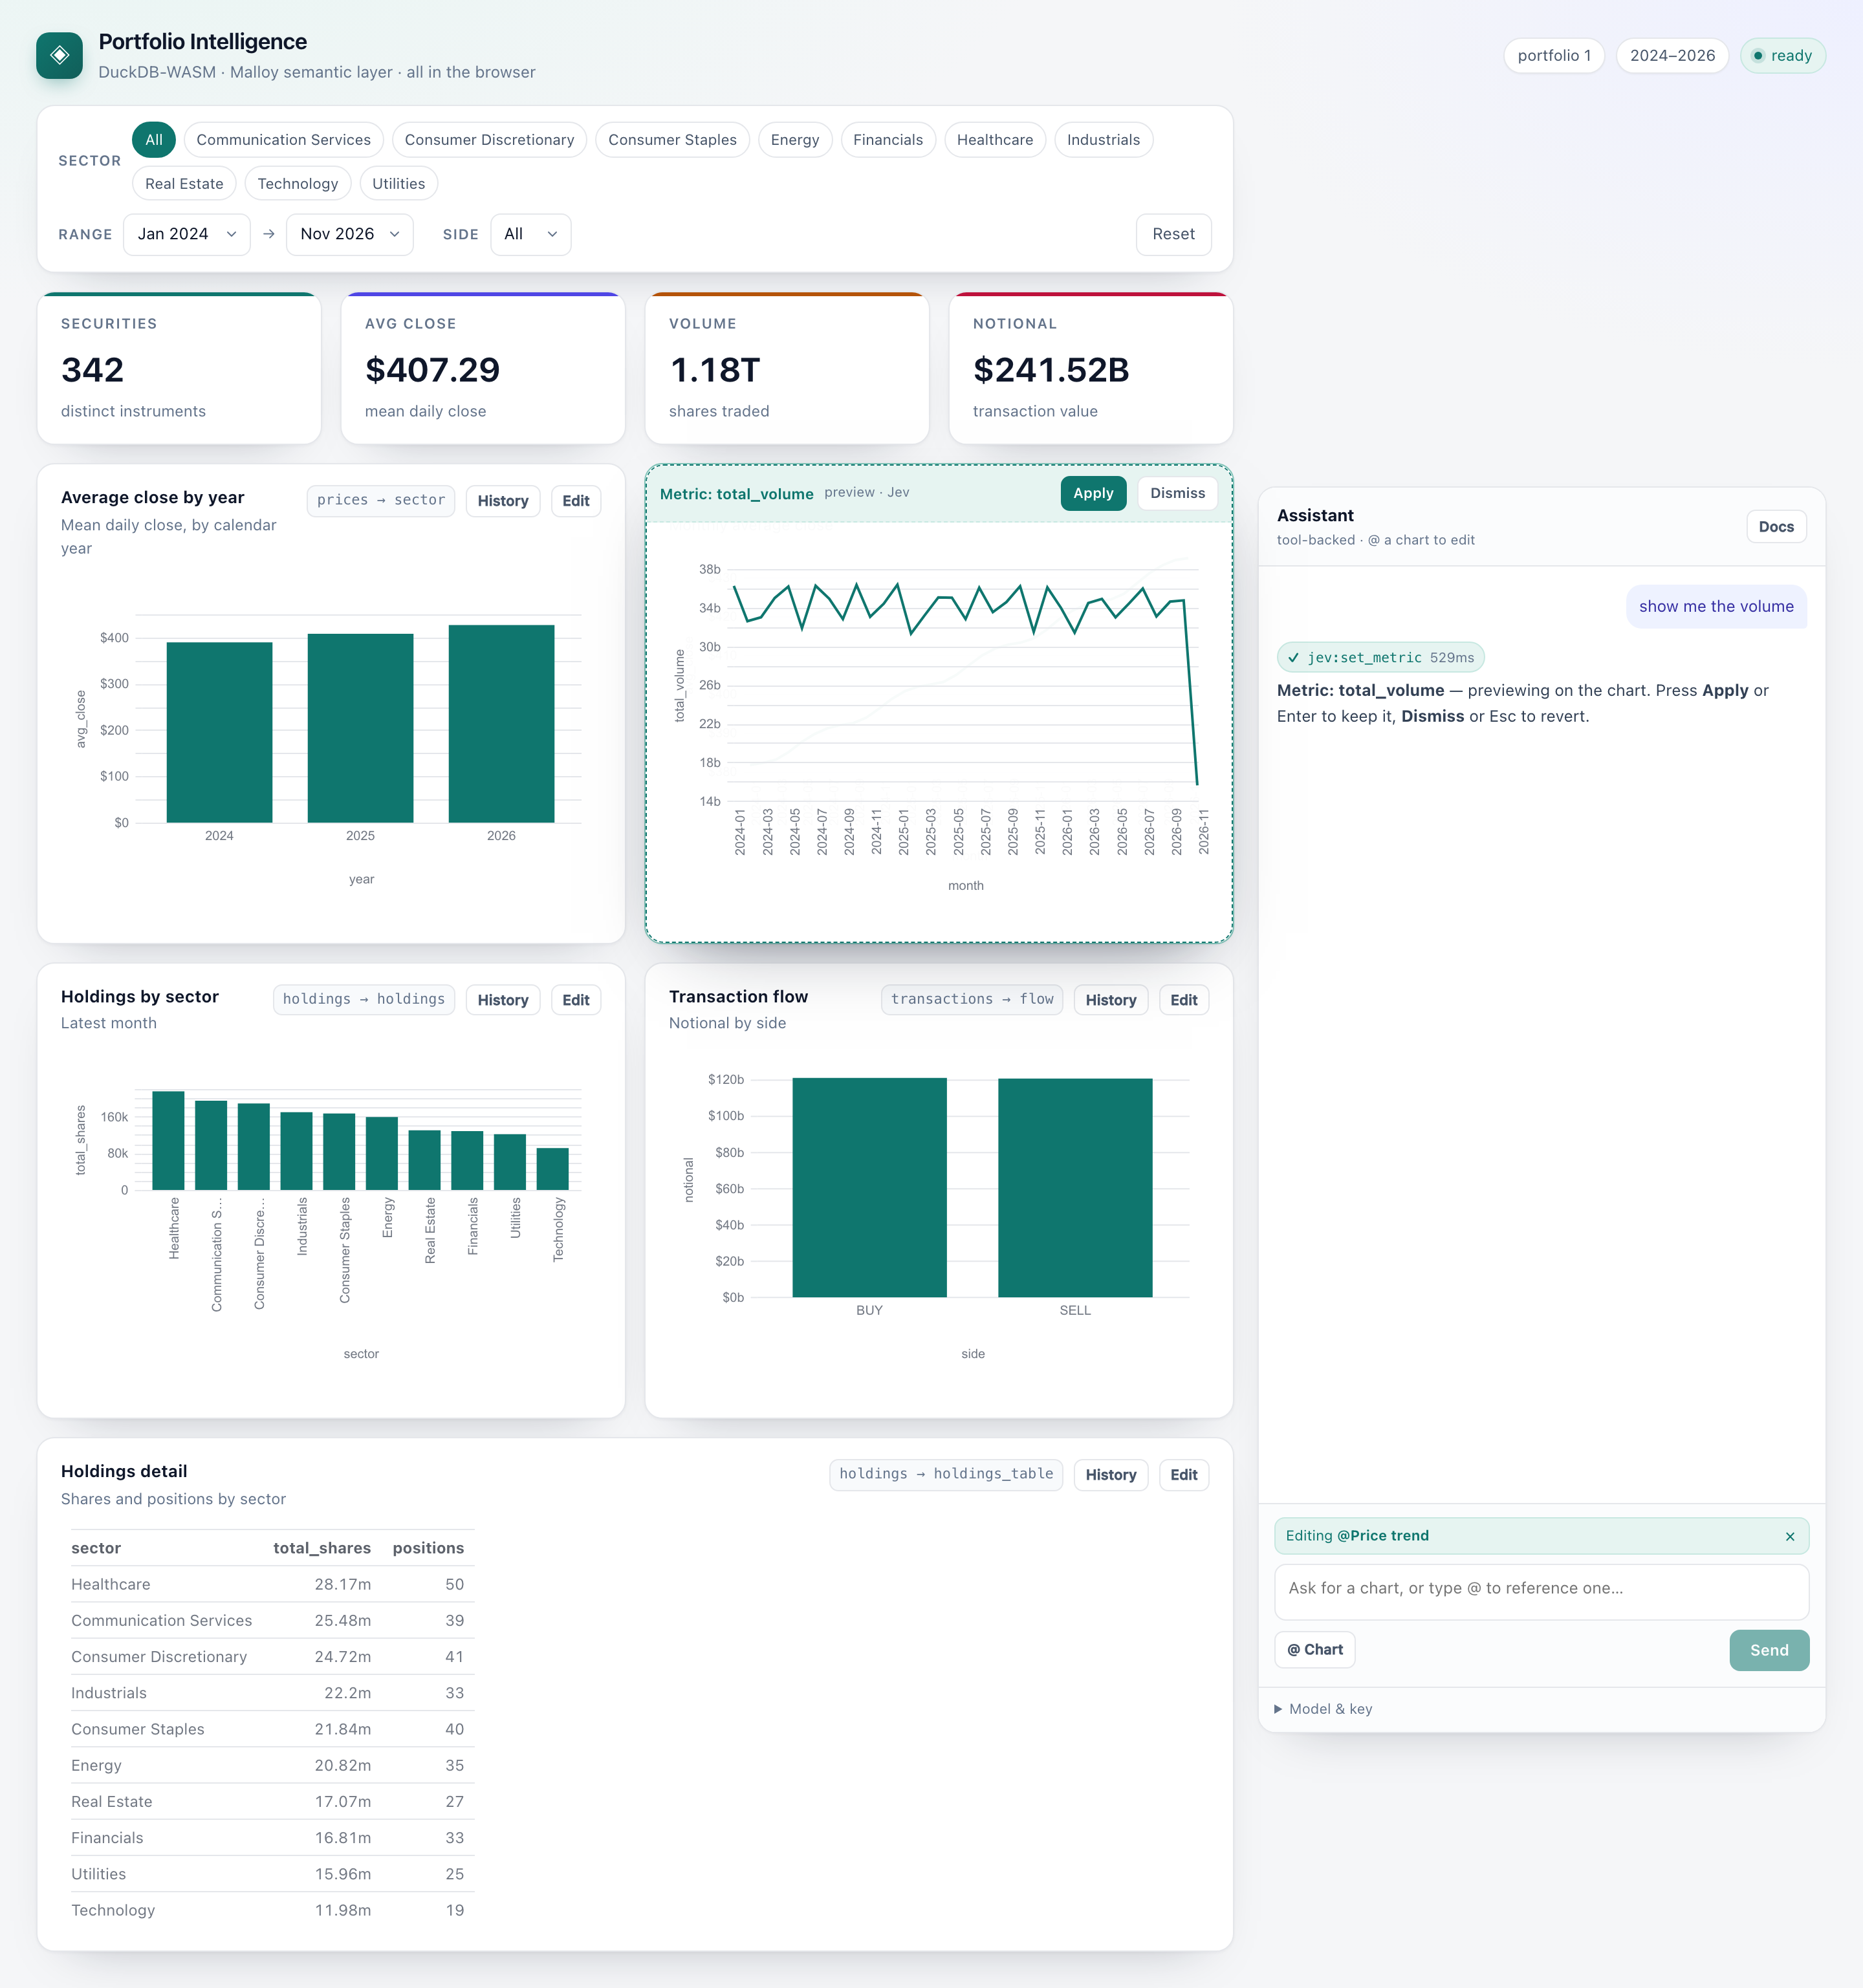 Portfolio Intelligence
DuckDB-WASM · Malloy semantic layer · all in the browser
portfolio 1
2024–2026
ready
SECTOR
All
Communication Services
Consumer Discretionary
Consumer Staples
Energy
Financials
Healthcare
Industrials
Real Estate
Technology
Utilities
RANGE
Jan 2024
→
Nov 2026
SIDE
All
Reset
SECURITIES
342
distinct instruments
AVG CLOSE
$407.29
mean daily close
VOLUME
1.18T
shares traded
NOTIONAL
$241.52B
transaction value
Average close by year
Mean daily close, by calendar
year
prices → sector
History
Edit
avg_close
$400
$300
$200
$100
$0
2024
2025
2026
year
Metric: total_volume
preview · Jev
Apply
Dismiss
total_volume
38b
34b
30b
26b
22b
18b
14b
2024-01
2024-03
2024-05
2024-07
2024-09
2024-11
2025-01
2025-03
2025-05
2025-07
2025-09
2025-11
2026-01
2026-03
2026-05
2026-07
2026-09
2026-11
month
Holdings by sector
Latest month
holdings → holdings
History
Edit
total_shares
160k
80k
0
Healthcare
Communication S…
Consumer Discre…
Industrials
Consumer Staples
Energy
Real Estate
Financials
Utilities
Technology
sector
Transaction flow
Notional by side
transactions → flow
History
Edit
notional
$120b
$100b
$80b
$60b
$40b
$20b
$0b
BUY
SELL
side
Holdings detail
Shares and positions by sector
holdings → holdings_table
History
Edit
sector total_shares positions
Healthcare 28.17m 50
Communication Services 25.48m 39
Consumer Discretionary 24.72m 41
Industrials 22.2m 33
Consumer Staples 21.84m 40
Energy 20.82m 35
Real Estate 17.07m 27
Financials 16.81m 33
Utilities 15.96m 25
Technology 11.98m 19
Assistant
tool-backed · @ a chart to edit
Docs
show me the volume
✓ jev:set_metric 529ms
Metric: total_volume — previewing on the chart. Press Apply or
Enter to keep it, Dismiss or Esc to revert.
Editing @Price trend
×
Ask for a chart, or type @ to reference one…
@ Chart
Send
Model & key